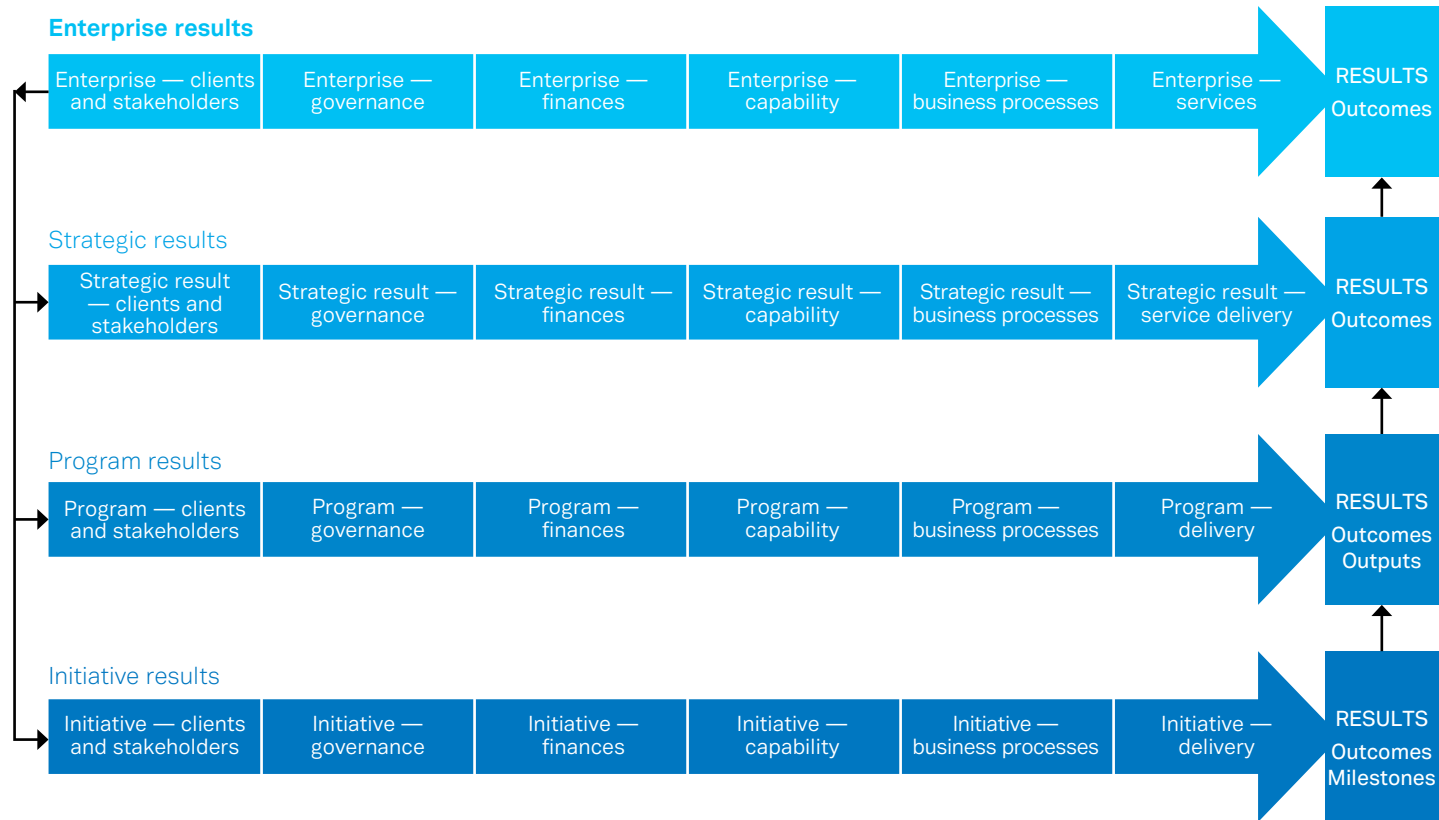 Enterprise results
Enterprise — clients
and stakeholders
Enterprise —
governance
Enterprise —
finances
Enterprise —
capability
Enterprise —
business processes
Enterprise —
services
RESULTS
Outcomes
Strategic results
Strategic result
— clients and
stakeholders
Strategic result —
governance
Strategic result —
finances
Strategic result —
capability
Strategic result —
business processes
Strategic result —
service delivery
RESULTS
Outcomes
Program results
Program — clients
and stakeholders
Program —
governance
Program —
finances
Program —
capability
Program —
business processes
Program —
delivery
RESULTS
Outcomes
Outputs
Initiative results
Initiative — clients
and stakeholders
Initiative —
governance
Initiative —
finances
Initiative —
capability
Initiative —
business processes
Initiative —
delivery
RESULTS
Outcomes
Milestones